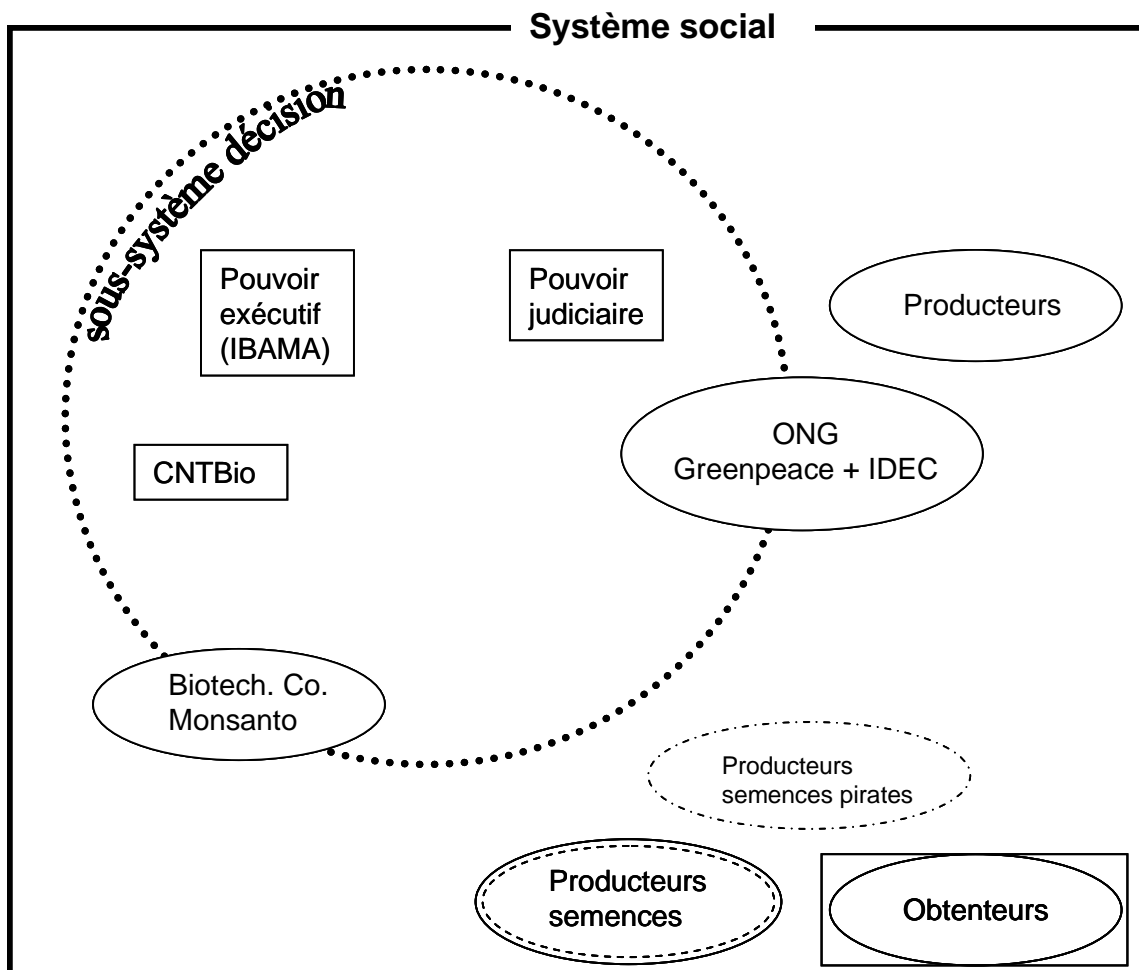 Système social
sous-système décision
Pouvoir
exécutif
(IBAMA)
Pouvoir
judiciaire
Producteurs
ONG
Greenpeace + IDEC
CNTBio
Biotech. Co.
Monsanto
Producteurs
semences pirates
Producteurs
semences
Obtenteurs